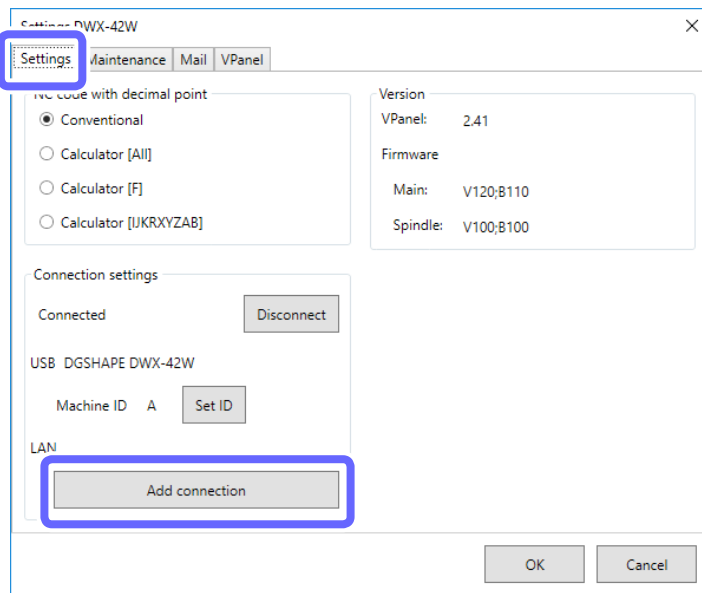 Settings DWX-42W
Settings Maintenance Mail VPanel
NC code with decimal point
Conventional
Calculator [All]
Calculator [F]
Calculator [IJKRXYZAB]
Version
VPanel: 2.41
Firmware
Main: V120;B110
Spindle: V100;B100
Connection settings
Connected Disconnect
USB DGSHAPE DWX-42W
Machine ID A Set ID
LAN
Add connection
OK Cancel